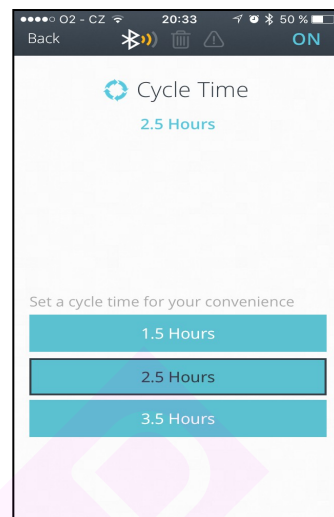 O2 - CZ 20:33 50 %
Back ON
Cycle Time
2.5 Hours
Set a cycle time for your convenience
1.5 Hours
2.5 Hours
3.5 Hours